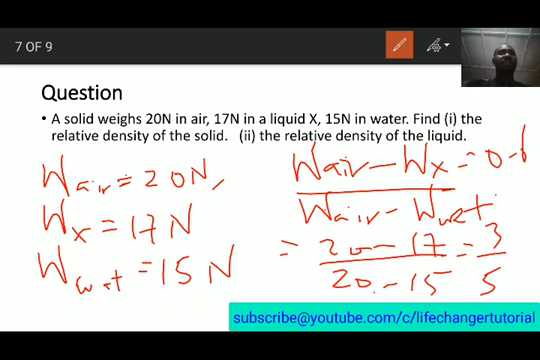 7 OF 9
Question
• A solid weighs 20N in air, 17N in a liquid X, 15N in water. Find (i) the
relative density of the solid. (ii) the relative density of the liquid.
Wair = 20N,
Wx = 17N
Wwat = 15N
Wair - Wx = 0.6
Wair - Wwat
= 20 - 17 = 3
20 - 15 5
subscribe@youtube.com/c/lifechangertutorial